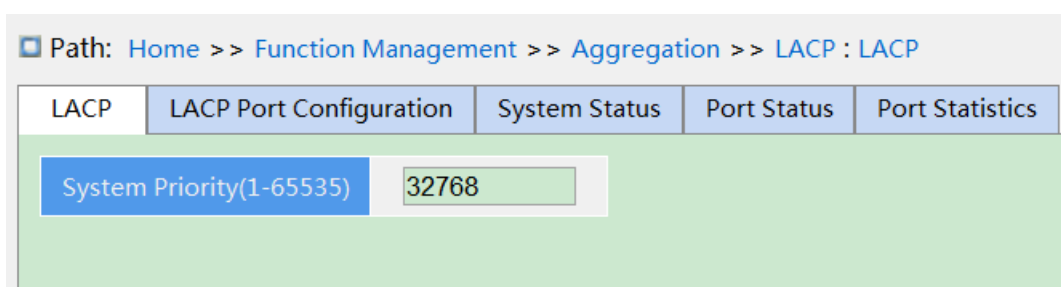 Path: Home >> Function Management >> Aggregation >> LACP : LACP
LACP LACP Port Configuration System Status Port Status Port Statistics
System Priority(1-65535) 32768